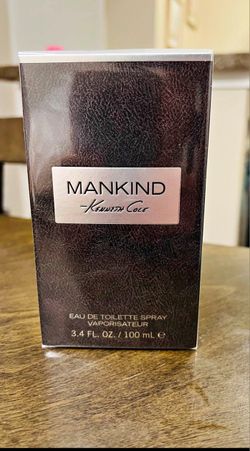 MANKIND
Kenneth Cole
EAU DE TOILETTE SPRAY
VAPORISATEUR
3.4 FL. OZ. / 100 mL e